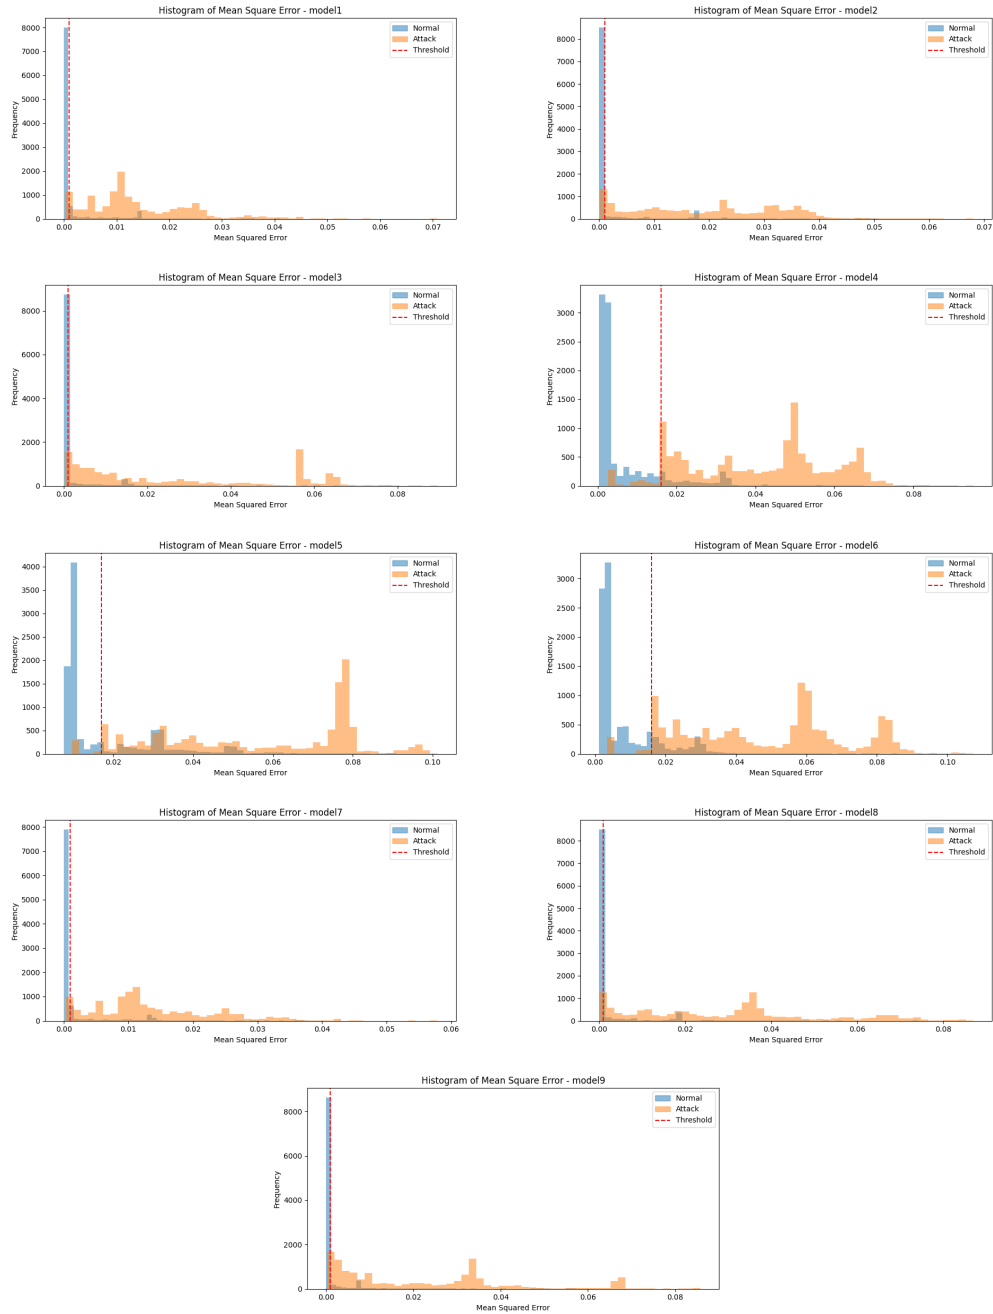 Histogram of Mean Square Error - model1
8000
7000
6000
5000
4000
3000
2000
1000
0
Frequency
Normal
Attack
Threshold
0.00 0.01 0.02 0.03 0.04 0.05 0.06 0.07
Mean Squared Error
Histogram of Mean Square Error - model2
8000
7000
6000
5000
4000
3000
2000
1000
0
Frequency
Normal
Attack
Threshold
0.00 0.01 0.02 0.03 0.04 0.05 0.06 0.07
Mean Squared Error
Histogram of Mean Square Error - model3
8000
6000
4000
2000
0
Frequency
Normal
Attack
Threshold
0.00 0.02 0.04 0.06 0.08
Mean Squared Error
Histogram of Mean Square Error - model4
3000
2500
2000
1500
1000
500
0
Frequency
Normal
Attack
Threshold
0.00 0.02 0.04 0.06 0.08
Mean Squared Error
Histogram of Mean Square Error - model5
4000
3500
3000
2500
2000
1500
1000
500
0
Frequency
Normal
Attack
Threshold
0.02 0.04 0.06 0.08 0.10
Mean Squared Error
Histogram of Mean Square Error - model6
3000
2500
2000
1500
1000
500
0
Frequency
Normal
Attack
Threshold
0.00 0.02 0.04 0.06 0.08 0.10
Mean Squared Error
Histogram of Mean Square Error - model7
8000
7000
6000
5000
4000
3000
2000
1000
0
Frequency
Normal
Attack
Threshold
0.00 0.01 0.02 0.03 0.04 0.05 0.06
Mean Squared Error
Histogram of Mean Square Error - model8
8000
7000
6000
5000
4000
3000
2000
1000
0
Frequency
Normal
Attack
Threshold
0.00 0.02 0.04 0.06 0.08
Mean Squared Error
Histogram of Mean Square Error - model9
8000
6000
4000
2000
0
Frequency
Normal
Attack
Threshold
0.00 0.02 0.04 0.06 0.08
Mean Squared Error